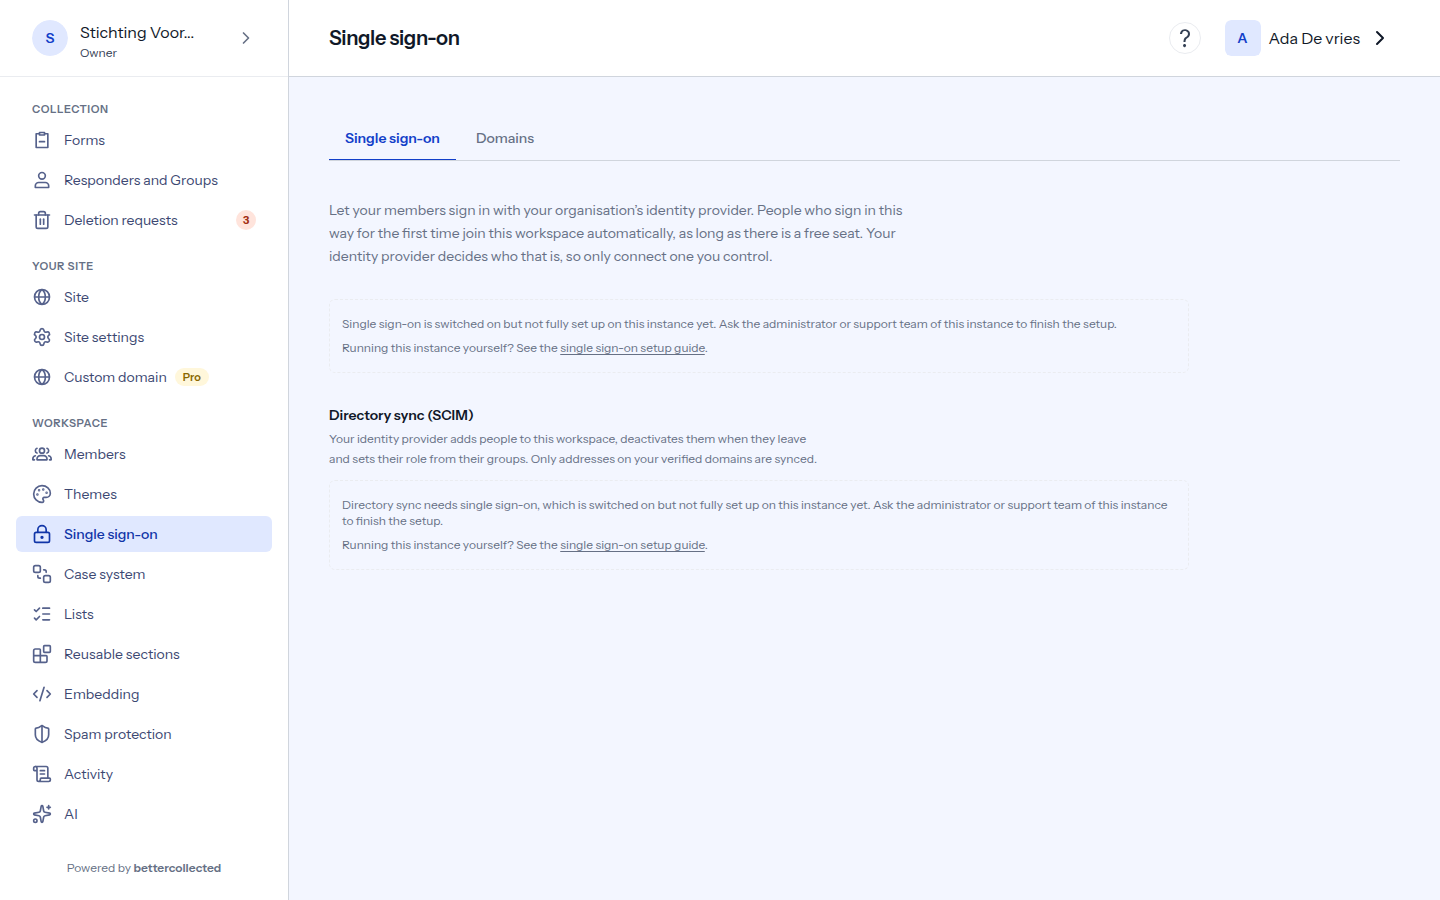 S
Stichting Voor...
Owner
Single sign-on
?
A
Ada De vries
COLLECTION
Forms
Responders and Groups
Deletion requests
3
YOUR SITE
Site
Site settings
Custom domain
Pro
WORKSPACE
Members
Themes
Single sign-on
Case system
Lists
Reusable sections
Embedding
Spam protection
Activity
AI
Powered by bettercollected
Single sign-on
Domains
Let your members sign in with your organisation’s identity provider. People who sign in this
way for the first time join this workspace automatically, as long as there is a free seat. Your
identity provider decides who that is, so only connect one you control.
Single sign-on is switched on but not fully set up on this instance yet. Ask the administrator or support team of this instance to finish the setup.
Running this instance yourself? See the single sign-on setup guide.
Directory sync (SCIM)
Your identity provider adds people to this workspace, deactivates them when they leave
and sets their role from their groups. Only addresses on your verified domains are synced.
Directory sync needs single sign-on, which is switched on but not fully set up on this instance yet. Ask the administrator or support team of this instance
to finish the setup.
Running this instance yourself? See the single sign-on setup guide.